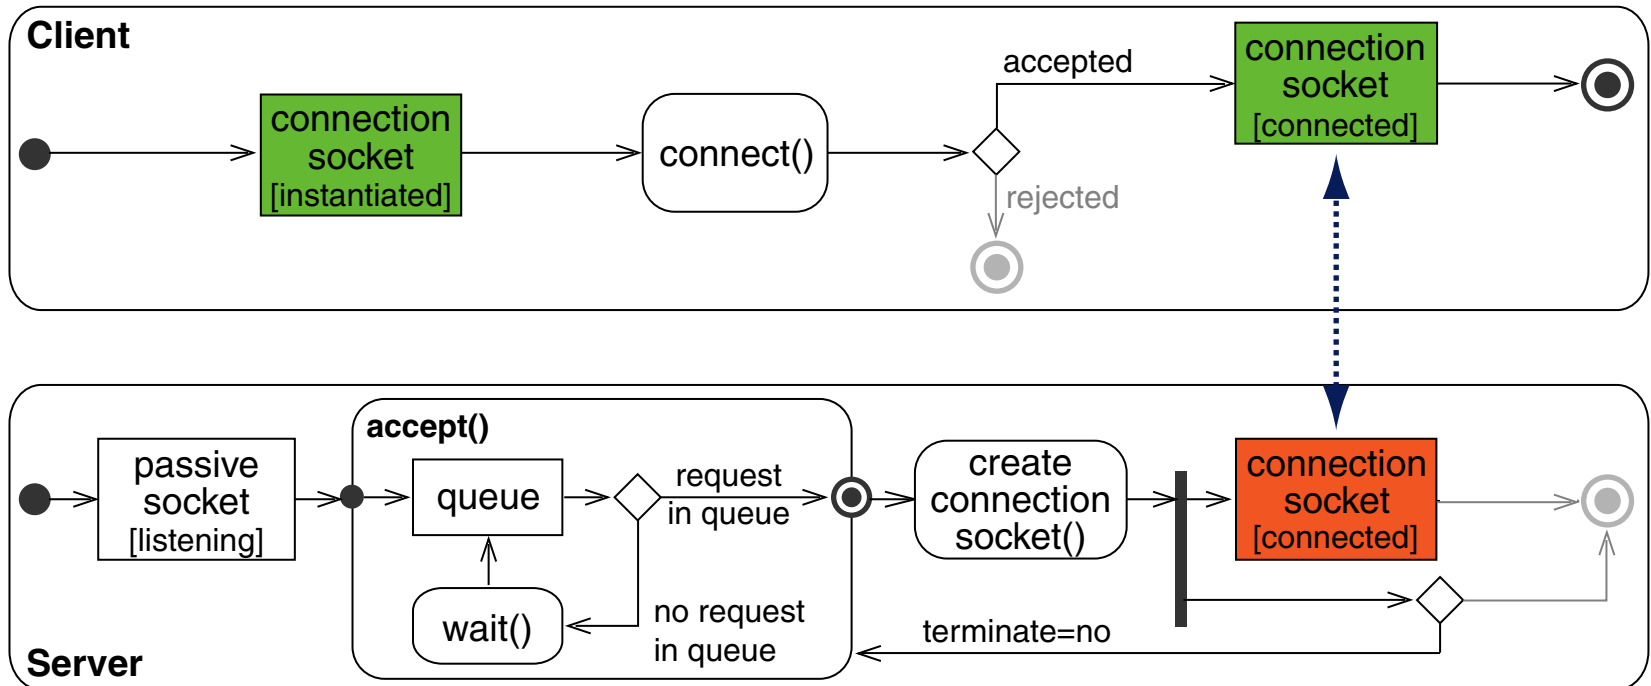 Client
connection
socket
[instantiated]
connect()
accepted
rejected
connection
socket
[connected]
accept()
passive
socket
[listening]
queue
request
in queue
wait()
no request
in queue
create
connection
socket()
connection
socket
[connected]
terminate=no
Server